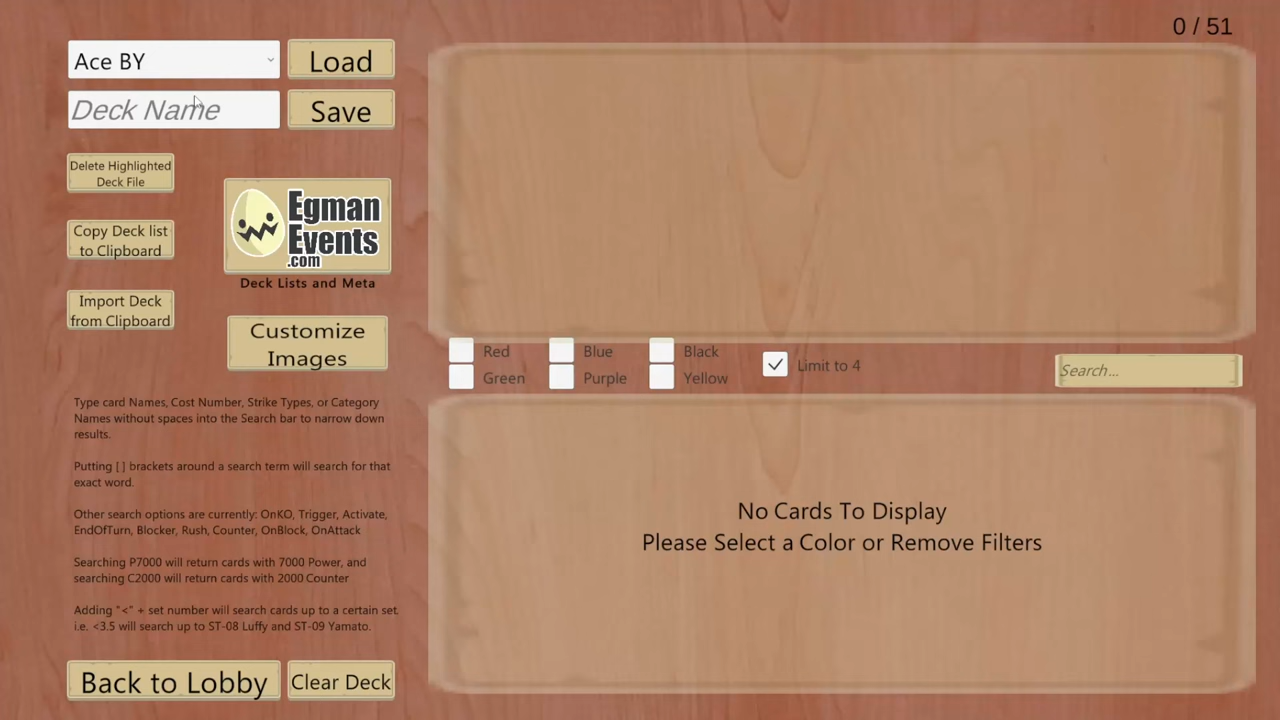 0 / 51
Ace BY
Load
Deck Name
Save
Delete Highlighted
Deck File
Copy Deck list
to Clipboard
Import Deck
from Clipboard
Egman
Events
.com
Deck Lists and Meta
Customize
Images
Red
Blue
Black
Green
Purple
Yellow
Limit to 4
Search...
Type card Names, Cost Number, Strike Types, or Category
Names without spaces into the Search bar to narrow down
results.
Putting [ ] brackets around a search term will search for that
exact word.
Other search options are currently: OnKO, Trigger, Activate,
EndOfTurn, Blocker, Rush, Counter, OnBlock, OnAttack
Searching P7000 will return cards with 7000 Power, and
searching C2000 will return cards with 2000 Counter
Adding "<" + set number will search cards up to a certain set.
i.e. <3.5 will search up to ST-08 Luffy and ST-09 Yamato.
No Cards To Display
Please Select a Color or Remove Filters
Back to Lobby
Clear Deck